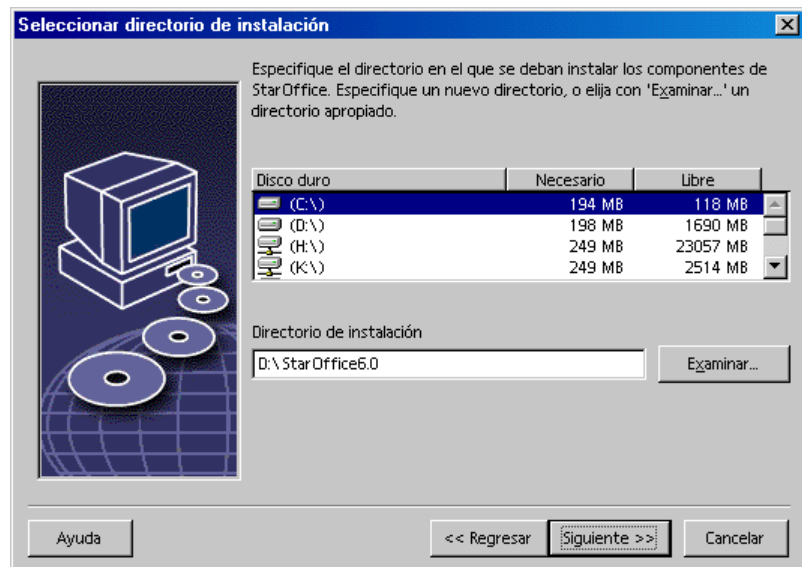 Seleccionar directorio de instalación
Especifique el directorio en el que se deban instalar los componentes de
StarOffice. Especifique un nuevo directorio, o elija con 'Examinar...' un
directorio apropiado.
Disco duro Necesario Libre
(C:\) 194 MB 118 MB
(D:\) 198 MB 1690 MB
(H:\) 249 MB 23057 MB
(K:\) 249 MB 2514 MB
Directorio de instalación
D:\StarOffice6.0 Examinar...
Ayuda << Regresar Siguiente >> Cancelar